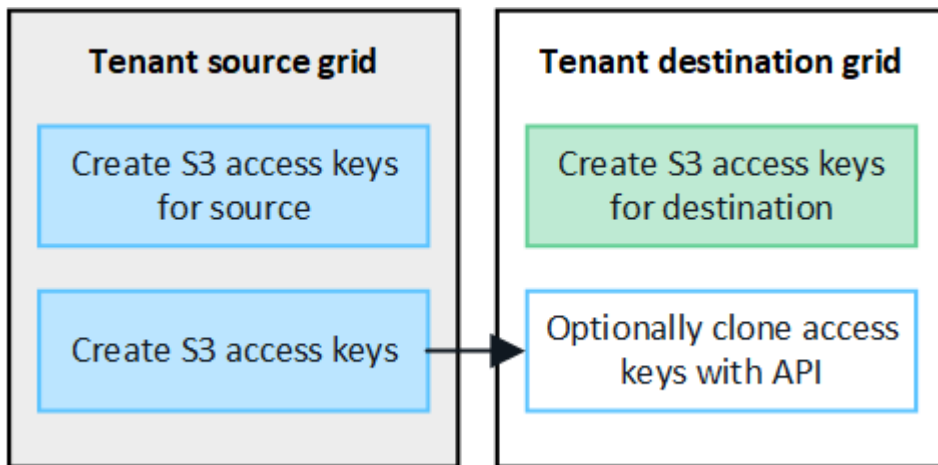 Tenant source grid
Create S3 access keys
for source
Create S3 access keys
Tenant destination grid
Create S3 access keys
for destination
Optionally clone access
keys with API